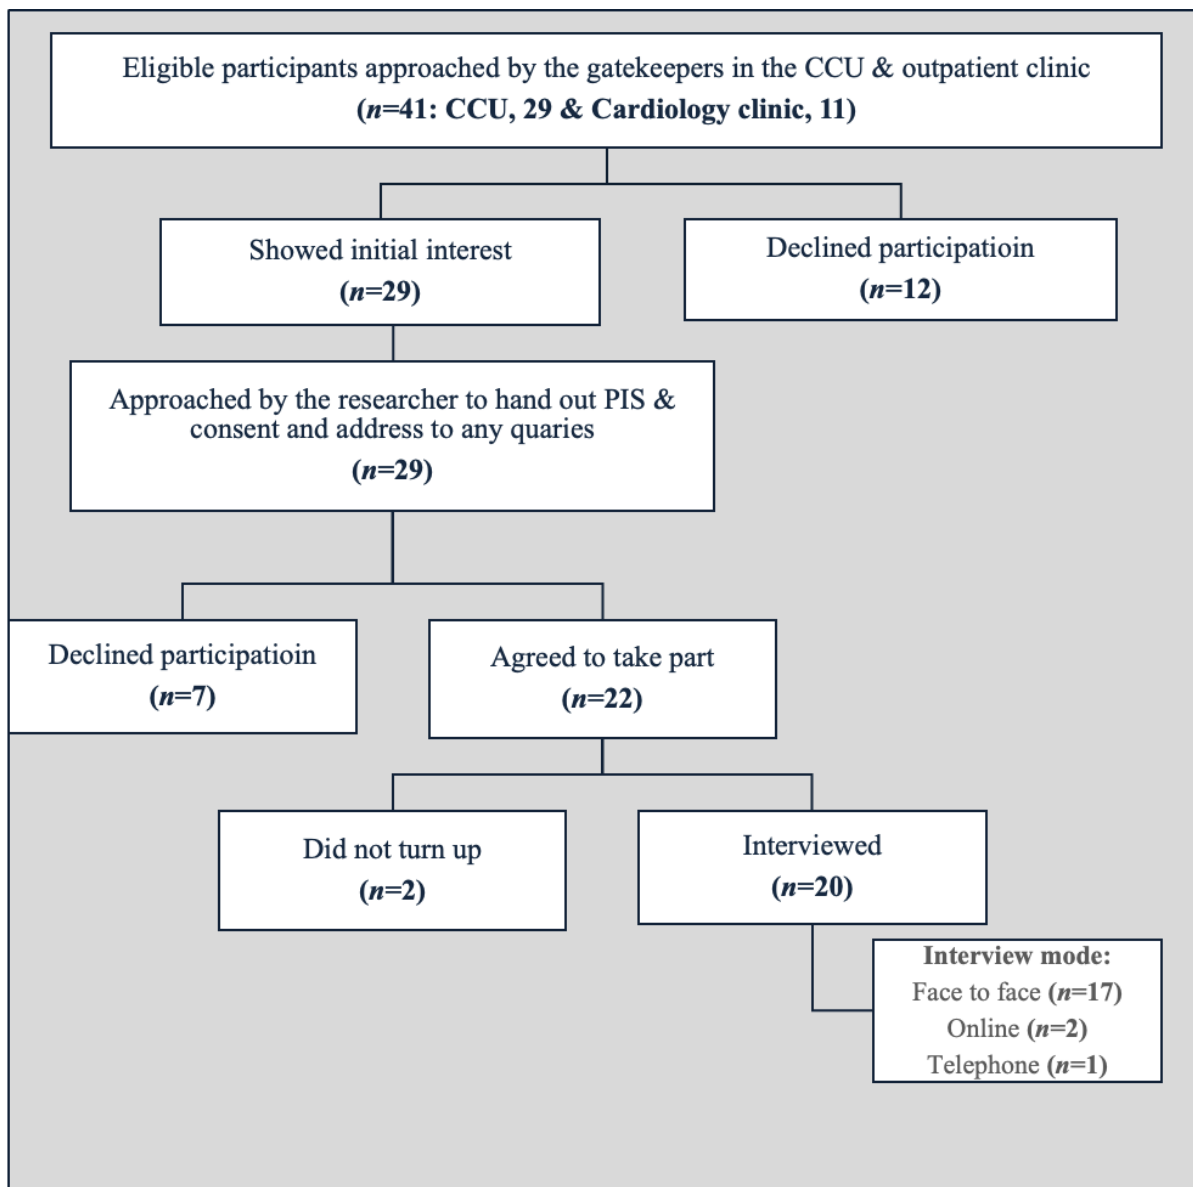 Eligible participants approached by the gatekeepers in the CCU & outpatient clinic
(n=41: CCU, 29 & Cardiology clinic, 11)
Showed initial interest
(n=29)
Declined participatioin
(n=12)
Approached by the researcher to hand out PIS &
consent and address to any quaries
(n=29)
Declined participatioin
(n=7)
Agreed to take part
(n=22)
Did not turn up
(n=2)
Interviewed
(n=20)
Interview mode:
Face to face (n=17)
Online (n=2)
Telephone (n=1)